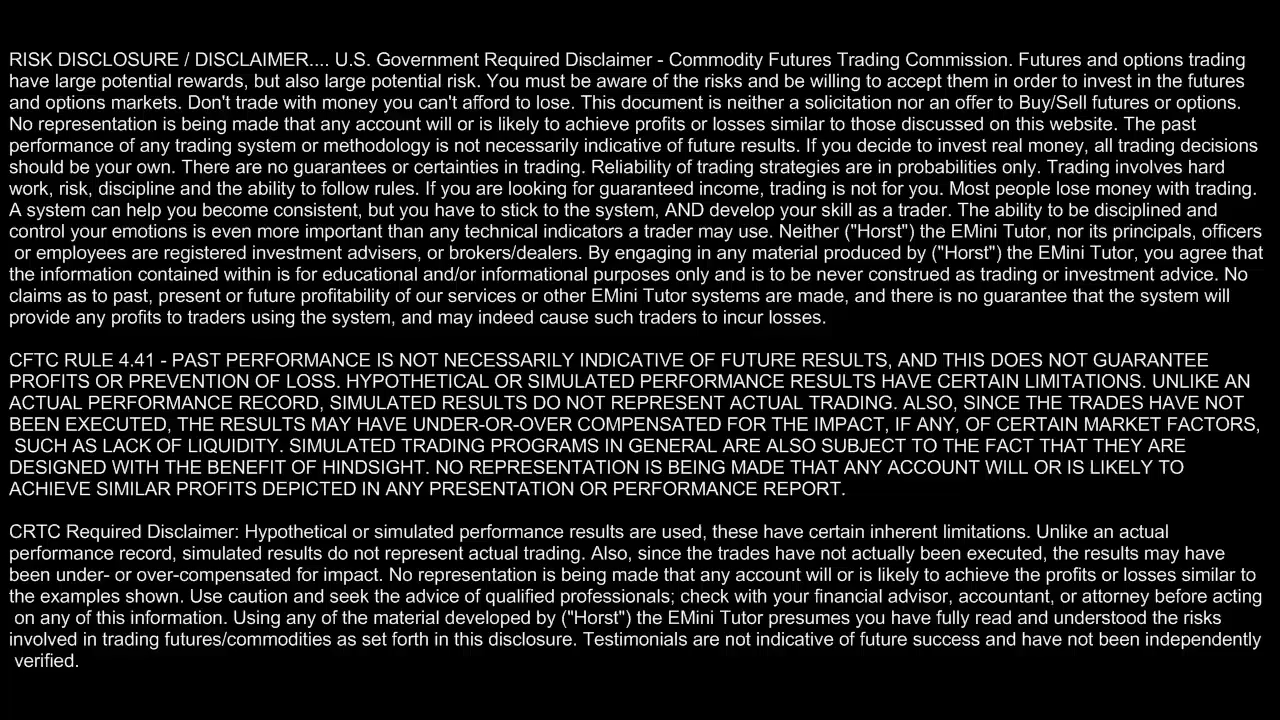 RISK DISCLOSURE / DISCLAIMER.... U.S. Government Required Disclaimer - Commodity Futures Trading Commission. Futures and options trading
have large potential rewards, but also large potential risk. You must be aware of the risks and be willing to accept them in order to invest in the futures
and options markets. Don't trade with money you can't afford to lose. This document is neither a solicitation nor an offer to Buy/Sell futures or options.
No representation is being made that any account will or is likely to achieve profits or losses similar to those discussed on this website. The past
performance of any trading system or methodology is not necessarily indicative of future results. If you decide to invest real money, all trading decisions
should be your own. There are no guarantees or certainties in trading. Reliability of trading strategies are in probabilities only. Trading involves hard
work, risk, discipline and the ability to follow rules. If you are looking for guaranteed income, trading is not for you. Most people lose money with trading.
A system can help you become consistent, but you have to stick to the system, AND develop your skill as a trader. The ability to be disciplined and
control your emotions is even more important than any technical indicators a trader may use. Neither ("Horst") the EMini Tutor, nor its principals, officers
or employees are registered investment advisers, or brokers/dealers. By engaging in any material produced by ("Horst") the EMini Tutor, you agree that
the information contained within is for educational and/or informational purposes only and is to be never construed as trading or investment advice. No
claims as to past, present or future profitability of our services or other EMini Tutor systems are made, and there is no guarantee that the system will
provide any profits to traders using the system, and may indeed cause such traders to incur losses.
CFTC RULE 4.41 - PAST PERFORMANCE IS NOT NECESSARILY INDICATIVE OF FUTURE RESULTS, AND THIS DOES NOT GUARANTEE
PROFITS OR PREVENTION OF LOSS. HYPOTHETICAL OR SIMULATED PERFORMANCE RESULTS HAVE CERTAIN LIMITATIONS. UNLIKE AN
ACTUAL PERFORMANCE RECORD, SIMULATED RESULTS DO NOT REPRESENT ACTUAL TRADING. ALSO, SINCE THE TRADES HAVE NOT
BEEN EXECUTED, THE RESULTS MAY HAVE UNDER-OR-OVER COMPENSATED FOR THE IMPACT, IF ANY, OF CERTAIN MARKET FACTORS,
SUCH AS LACK OF LIQUIDITY. SIMULATED TRADING PROGRAMS IN GENERAL ARE ALSO SUBJECT TO THE FACT THAT THEY ARE
DESIGNED WITH THE BENEFIT OF HINDSIGHT. NO REPRESENTATION IS BEING MADE THAT ANY ACCOUNT WILL OR IS LIKELY TO
ACHIEVE SIMILAR PROFITS DEPICTED IN ANY PRESENTATION OR PERFORMANCE REPORT.
CRTC Required Disclaimer: Hypothetical or simulated performance results are used, these have certain inherent limitations. Unlike an actual
performance record, simulated results do not represent actual trading. Also, since the trades have not actually been executed, the results may have
been under- or over-compensated for impact. No representation is being made that any account will or is likely to achieve the profits or losses similar to
the examples shown. Use caution and seek the advice of qualified professionals; check with your financial advisor, accountant, or attorney before acting
on any of this information. Using any of the material developed by ("Horst") the EMini Tutor presumes you have fully read and understood the risks
involved in trading futures/commodities as set forth in this disclosure. Testimonials are not indicative of future success and have not been independently
verified.